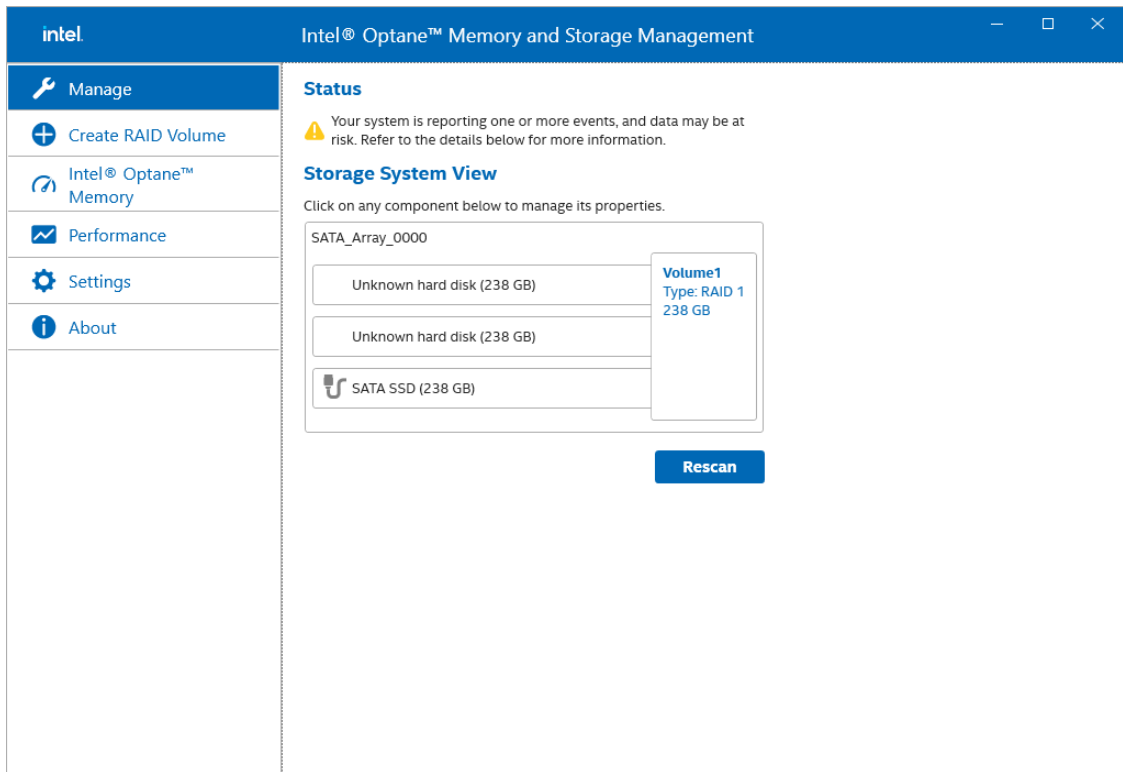 intel.
Intel® Optane™ Memory and Storage Management
Manage
Create RAID Volume
Intel® Optane™
Memory
Performance
Settings
About
Status
Your system is reporting one or more events, and data may be at
risk. Refer to the details below for more information.
Storage System View
Click on any component below to manage its properties.
SATA_Array_0000
Unknown hard disk (238 GB)
Unknown hard disk (238 GB)
SATA SSD (238 GB)
Volume1
Type: RAID 1
238 GB
Rescan